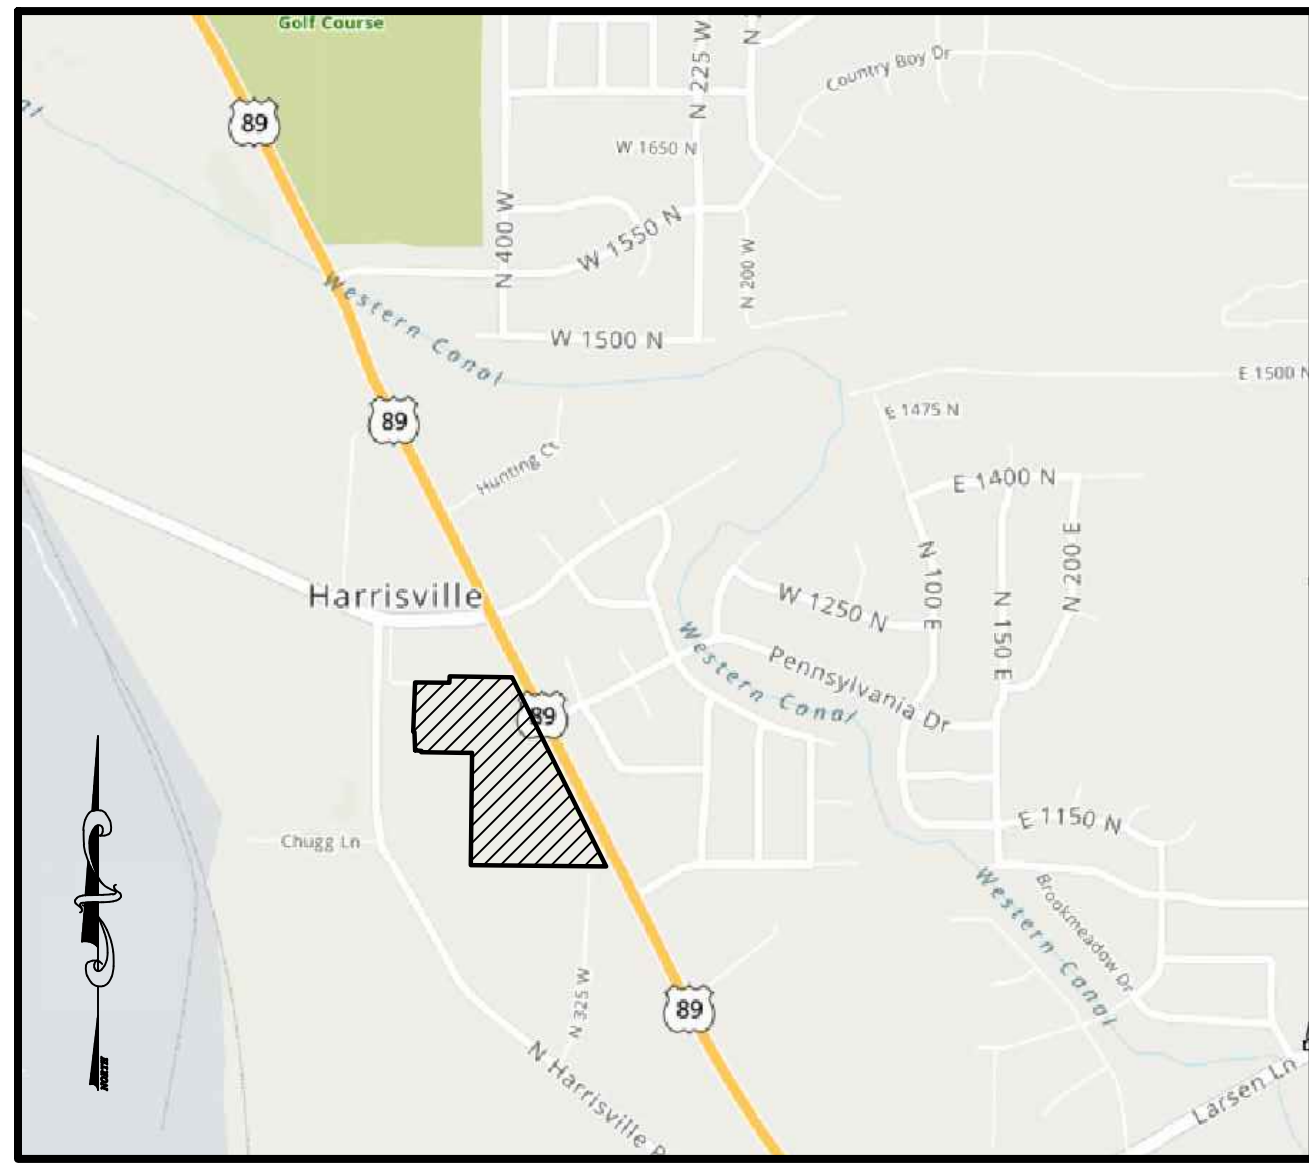 Golf Course
N 225 W
Country Boy Dr
89
W 1650 N
N 400 W
W 1550 N
N 200 W
Western Canal
W 1500 N
E 1500 N
89
E 1475 N
Hunting Ct
E 1400 N
N 200 E
N 100 E
N 150 E
Harrisville
W 1250 N
Western Canal
Pennsylvania Dr
89
E 1150 N
Chugg Ln
Brookmeadow Dr
Western Canal
N 325 W
89
N Harrisville
Larsen Ln
NORTH